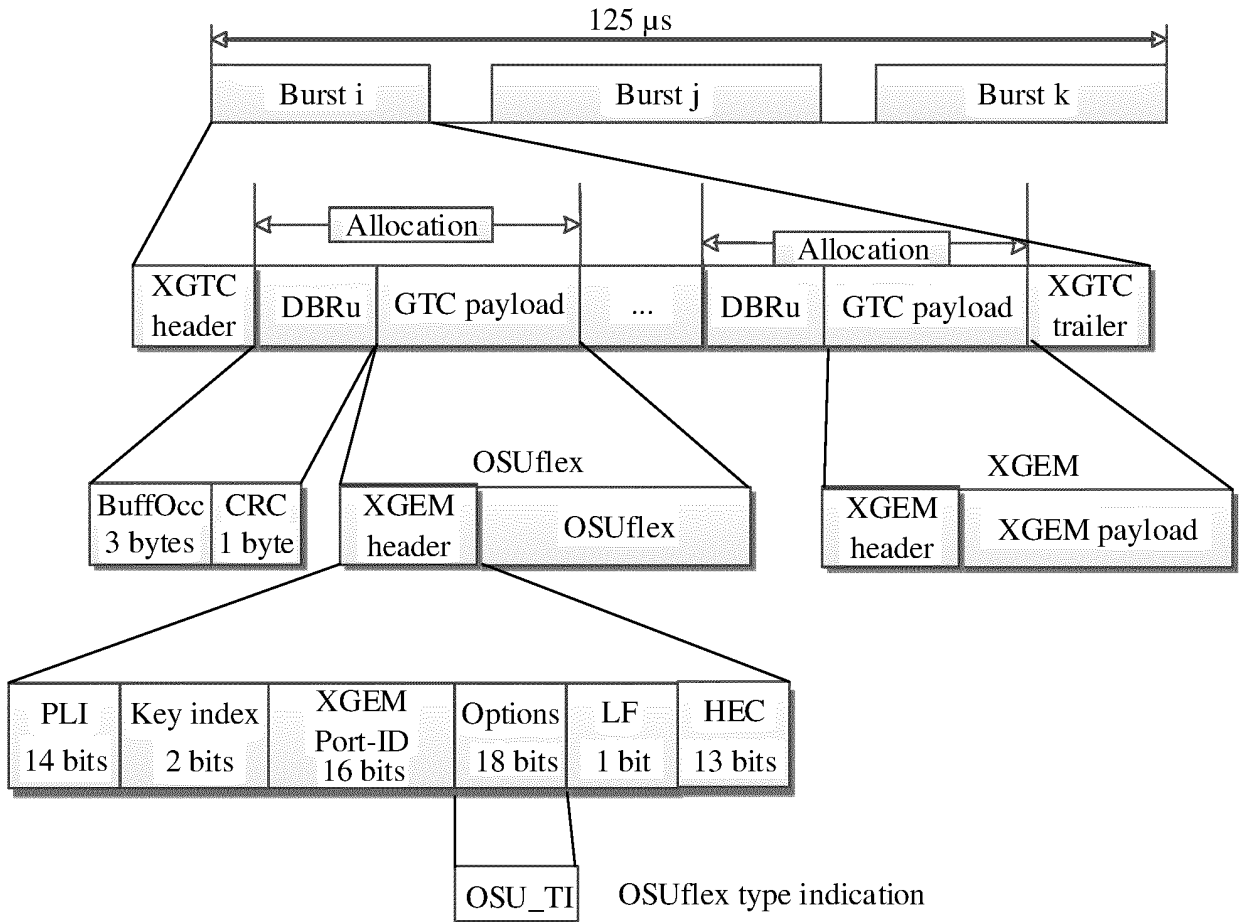 125 μs
Burst i
Burst j
Burst k
Allocation
Allocation
XGTC
header
DBRu
GTC payload
...
DBRu
GTC payload
XGTC
trailer
BuffOcc
3 bytes
CRC
1 byte
OSUflex
XGEM
header
OSUflex
XGEM
XGEM
header
XGEM payload
PLI
14 bits
Key index
2 bits
XGEM
Port-ID
16 bits
Options
18 bits
LF
1 bit
HEC
13 bits
OSU_TI
OSUflex type indication